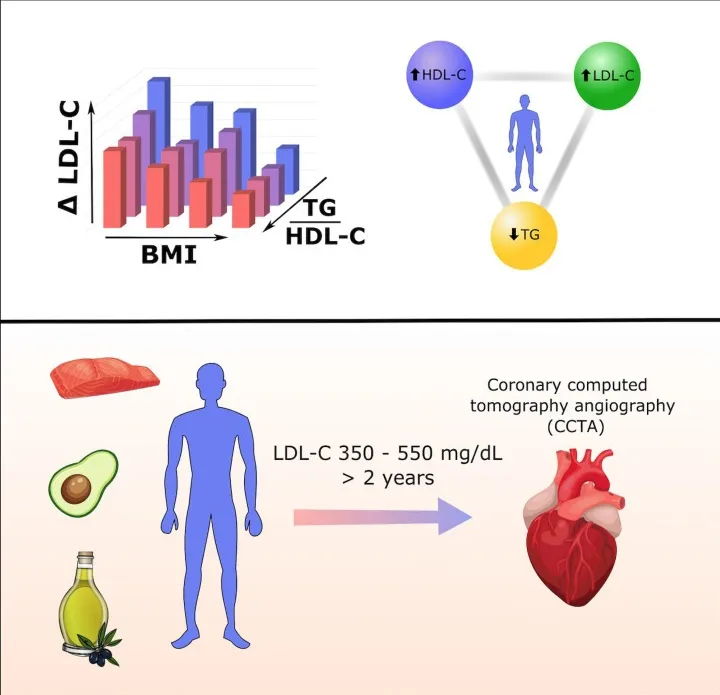 Δ LDL-C
BMI
TG
HDL-C
⬆HDL-C
⬆LDL-C
⬇TG
Coronary computed
tomography angiography
(CCTA)
LDL-C 350 - 550 mg/dL
> 2 years